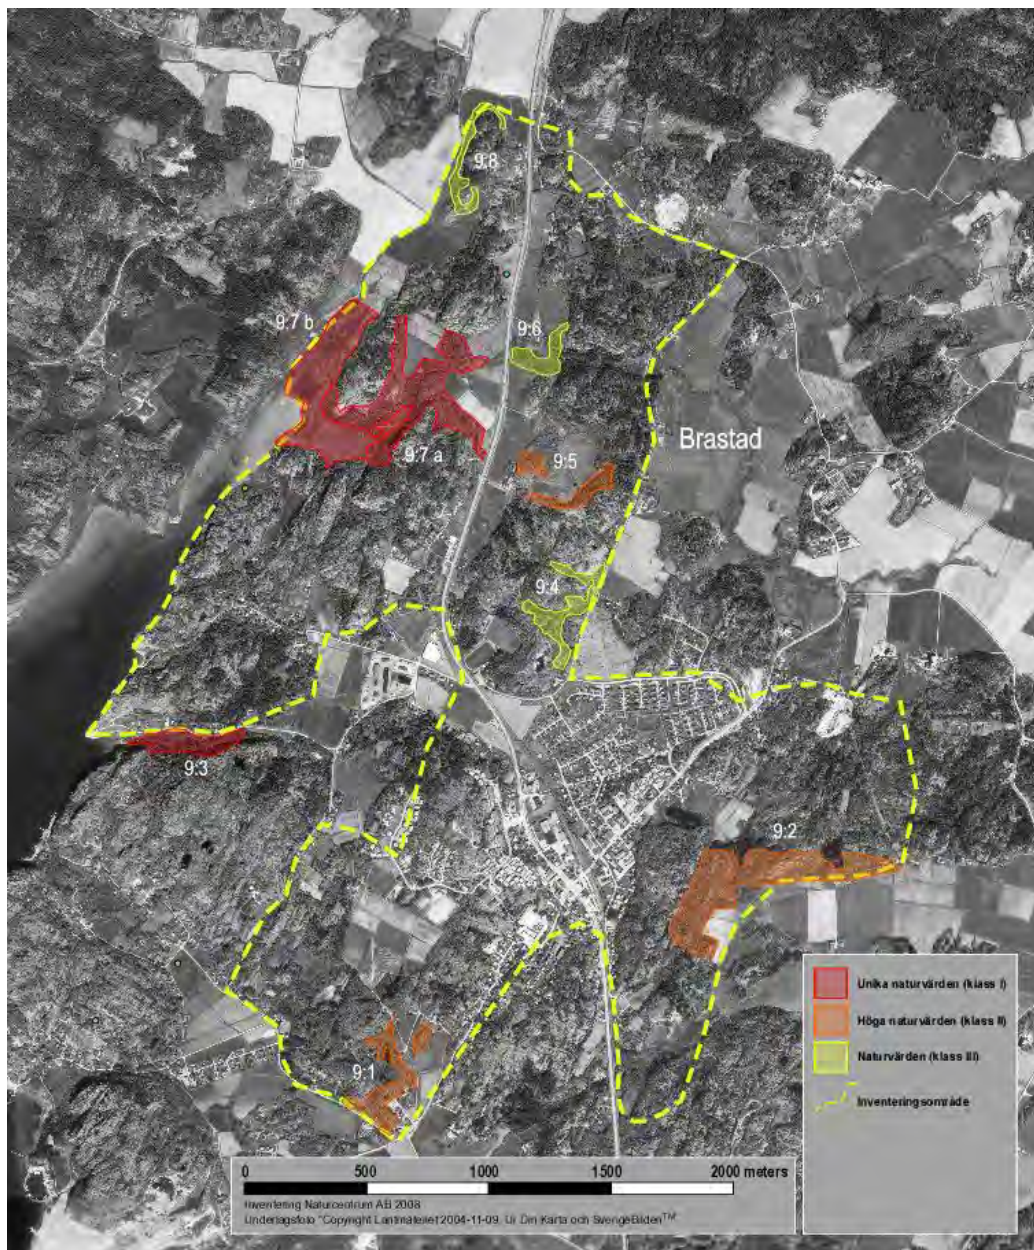 9:8
9:7 b
9:6
Brastad
9:7 a
9:5
9:4
9:3
9:2
9:1
Unika naturvärden (klass I)
Höga naturvärden (klass II)
Naturvärden (klass III)
Inventeringsområde
0 500 1000 1500 2000 meters
Inventering Naturcentrum AB 2008
Underlagsfoto "Copyright Lantmäteriet 2004-11-09. Ur Din Karta och SverigeBilden™